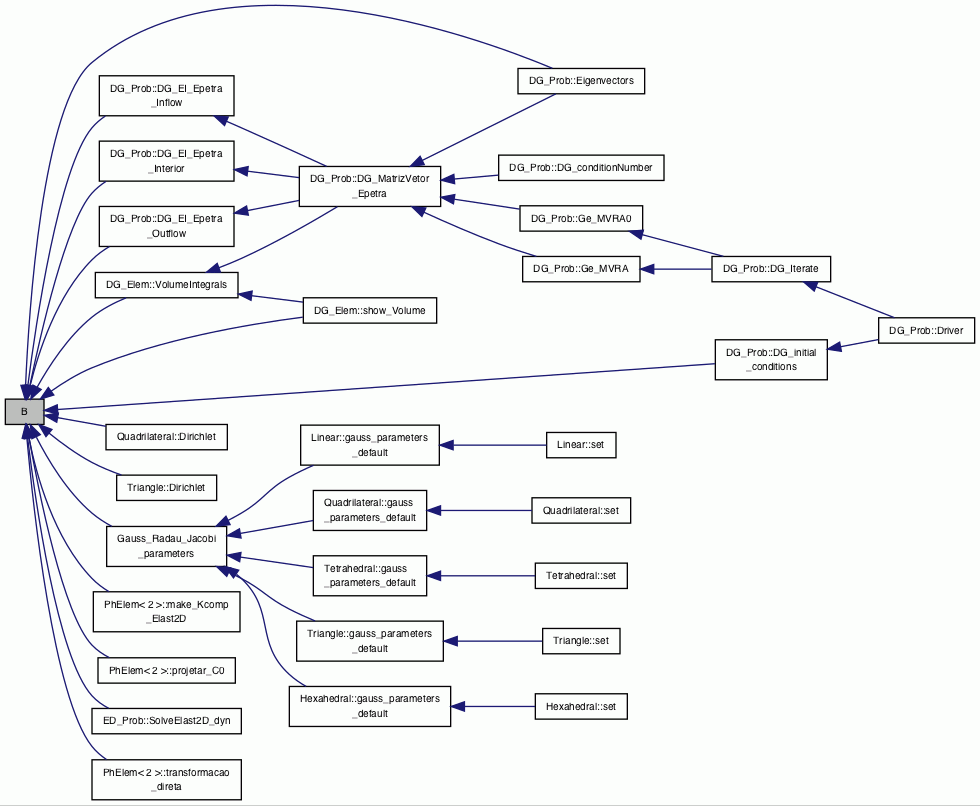 DG_Prob::Eigenvectors
DG_Prob::DG_EI_Epetra
_Inflow
DG_Prob::DG_EI_Epetra
_Interior
DG_Prob::DG_MatrizVetor
_Epetra
DG_Prob::DG_conditionNumber
DG_Prob::DG_EI_Epetra
_Outflow
DG_Prob::Ge_MVRA0
DG_Prob::Ge_MVRA
DG_Prob::DG_Iterate
DG_Elem::VolumeIntegrals
DG_Elem::show_Volume
DG_Prob::Driver
DG_Prob::DG_initial
_conditions
B
Quadrilateral::Dirichlet
Linear::gauss_parameters
_default
Linear::set
Triangle::Dirichlet
Quadrilateral::gauss
_parameters_default
Quadrilateral::set
Gauss_Radau_Jacobi
_parameters
Tetrahedral::gauss
_parameters_default
Tetrahedral::set
PhElem< 2 >::make_Kcomp
_Elast2D
Triangle::gauss_parameters
_default
Triangle::set
PhElem< 2 >::projetar_C0
Hexahedral::gauss_parameters
_default
Hexahedral::set
ED_Prob::SolveElast2D_dyn
PhElem< 2 >::transformacao
_direta